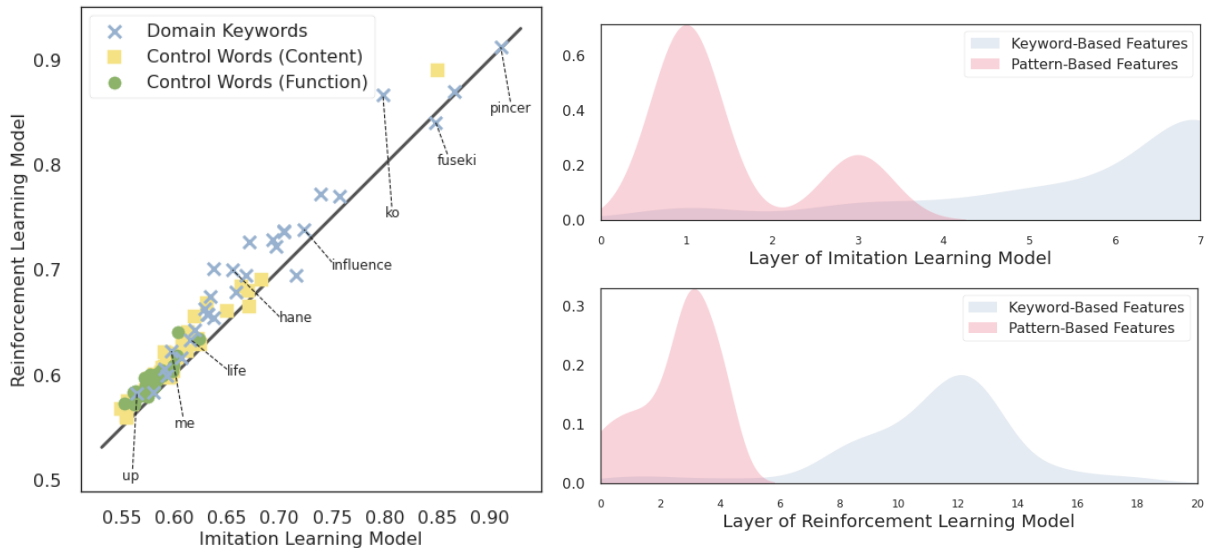 Domain Keywords
Control Words (Content)
Control Words (Function)
Reinforcement Learning Model
0.9
0.8
0.7
0.6
0.5
pincer
fuseki
ko
influence
hane
life
me
up
0.55 0.60 0.65 0.70 0.75 0.80 0.85 0.90
Imitation Learning Model
Keyword-Based Features
Pattern-Based Features
0.6
0.4
0.2
0.0
0 1 2 3 4 5 6 7
Layer of Imitation Learning Model
Keyword-Based Features
Pattern-Based Features
0.3
0.2
0.1
0.0
0 2 4 6 8 10 12 14 16 18 20
Layer of Reinforcement Learning Model